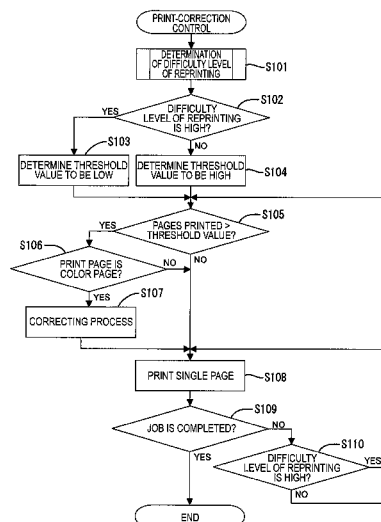 PRINT-CORRECTION
CONTROL
DETERMINATION
OF DIFFICULTY LEVEL
OF REPRINTING
S101
DIFFICULTY
LEVEL OF REPRINTING
IS HIGH?
S102
YES
NO
S103
DETERMINE THRESHOLD
VALUE TO BE LOW
DETERMINE THRESHOLD
VALUE TO BE HIGH
S104
PAGES PRINTED >
THRESHOLD VALUE?
S105
YES
NO
S106
PRINT PAGE IS
COLOR PAGE?
NO
YES
S107
CORRECTING PROCESS
PRINT SINGLE PAGE
S108
JOB IS COMPLETED?
S109
NO
YES
S110
DIFFICULTY
LEVEL OF REPRINTING
IS HIGH?
YES
NO
END